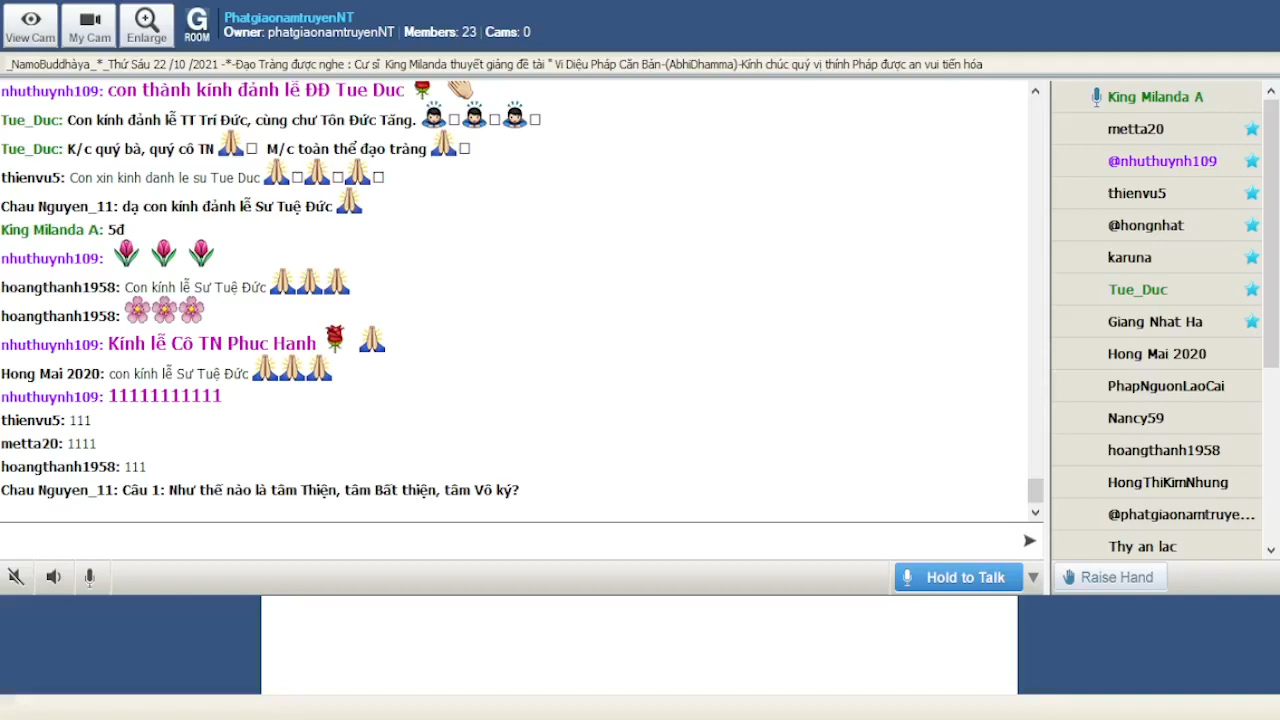 View Cam
My Cam
Enlarge
G
ROOM
PhatgiaonamtruyenNT
Owner: phatgiaonamtruyenNT | Members: 23 | Cams: 0
_NamoBuddhàya_*_Thứ Sáu 22 /10 /2021 -*-Đạo Tràng được nghe : Cư sĩ King Milanda thuyết giảng đề tài " Vi Diệu Pháp Căn Bản-(AbhiDhamma)-Kính chúc quý vị thính Pháp được an vui tiến hóa
nhuthuynh109: con thành kính đảnh lễ ĐĐ Tue Duc
Tue_Duc: Con kính đảnh lễ TT Trí Đức, cùng chư Tôn Đức Tăng.
Tue_Duc: K/c quý bà, quý cô TN M/c toàn thể đạo tràng
thienvu5: Con xin kinh danh le su Tue Duc
Chau Nguyen_11: dạ con kính đảnh lễ Sư Tuệ Đức
King Milanda A: 5đ
nhuthuynh109:
hoangthanh1958: Con kính lễ Sư Tuệ Đức
hoangthanh1958:
nhuthuynh109: Kính lễ Cô TN Phuc Hanh
Hong Mai 2020: con kính lễ Sư Tuệ Đức
nhuthuynh109: 11111111111
thienvu5: 111
metta20: 1111
hoangthanh1958: 111
Chau Nguyen_11: Câu 1: Như thế nào là tâm Thiện, tâm Bất thiện, tâm Vô ký?
Hold to Talk
King Milanda A
metta20
@nhuthuynh109
thienvu5
@hongnhat
karuna
Tue_Duc
Giang Nhat Ha
Hong Mai 2020
PhapNguonLaoCai
Nancy59
hoangthanh1958
HongThiKimNhung
@phatgiaonamtruye...
Thy an lac
Raise Hand